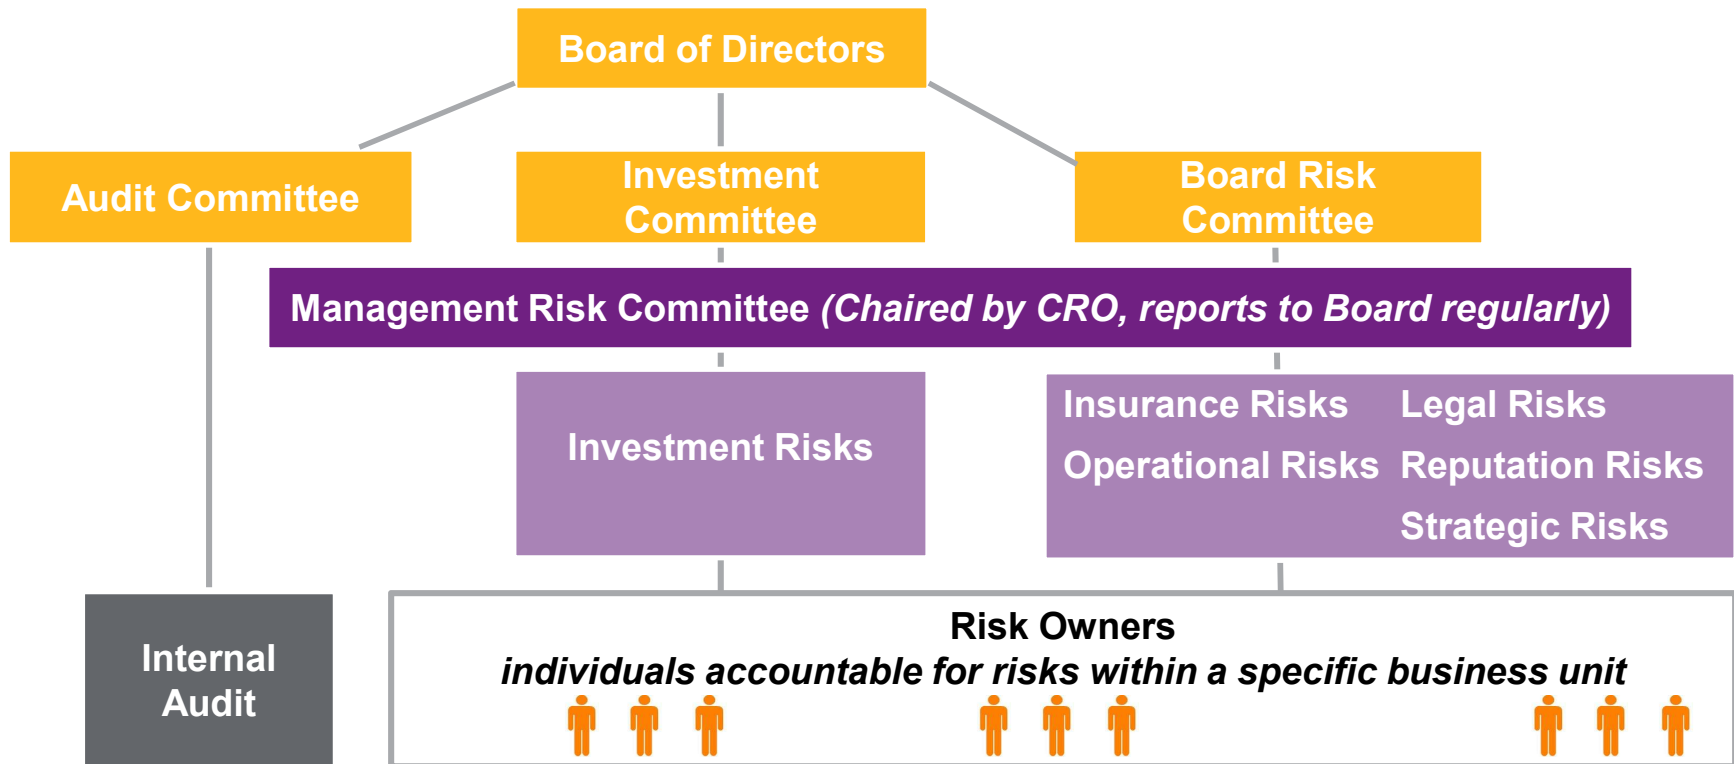 Board of Directors
Audit Committee
Investment
Committee
Board Risk
Committee
Management Risk Committee (Chaired by CRO, reports to Board regularly)
Investment Risks
Insurance Risks
Operational Risks
Legal Risks
Reputation Risks
Strategic Risks
Internal
Audit
Risk Owners
individuals accountable for risks within a specific business unit